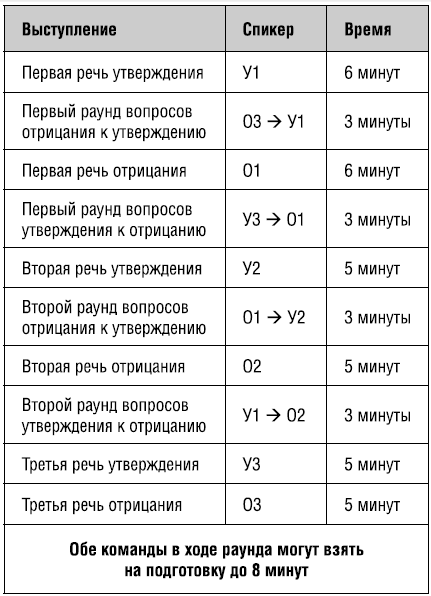 Выступление Спикер Время
Первая речь утверждения У1 6 минут
Первый раунд вопросов
отрицания к утверждению О3 → У1 3 минуты
Первая речь отрицания О1 6 минут
Первый раунд вопросов
утверждения к отрицанию У3 → О1 3 минуты
Вторая речь утверждения У2 5 минут
Второй раунд вопросов
отрицания к утверждению О1 → У2 3 минуты
Вторая речь отрицания О2 5 минут
Второй раунд вопросов
утверждения к отрицанию У1 → О2 3 минуты
Третья речь утверждения У3 5 минут
Третья речь отрицания О3 5 минут
Обе команды в ходе раунда могут взять
на подготовку до 8 минут